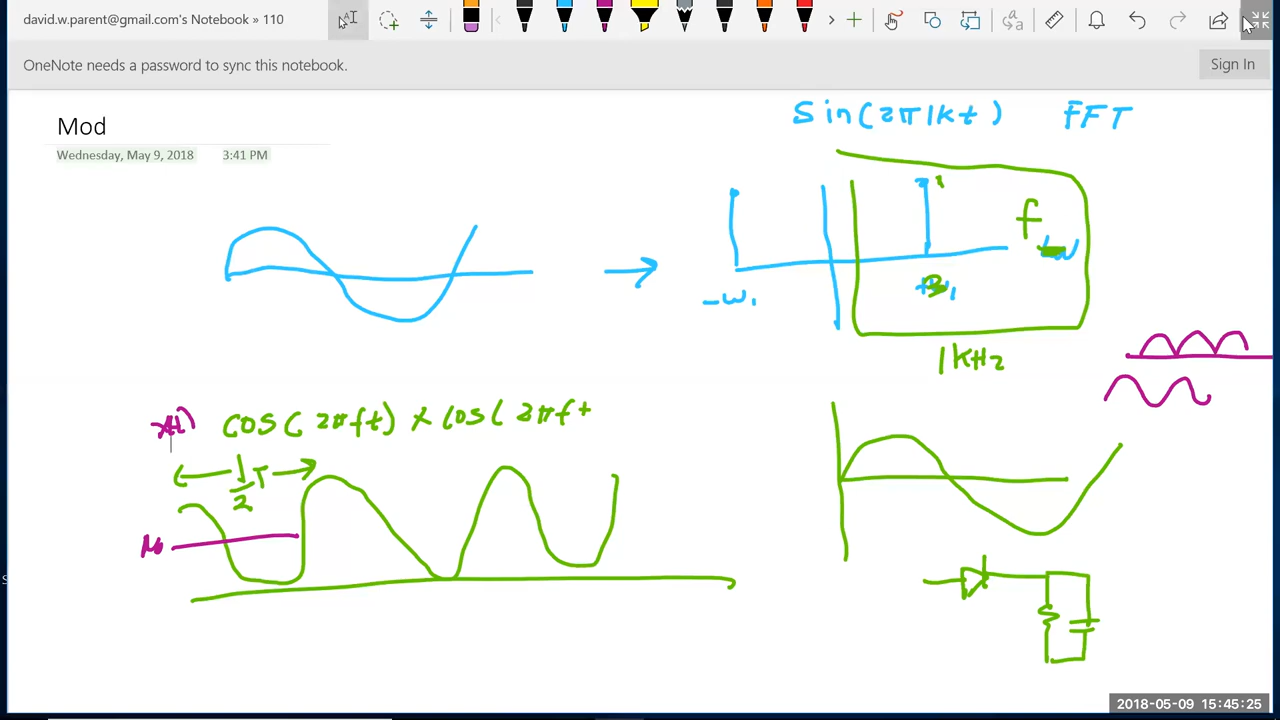 david.w.parent@gmail.com's Notebook » 110
OneNote needs a password to sync this notebook.
Sign In
Mod
Wednesday, May 9, 2018 3:41 PM
Sin(2π1kt) FFT
f
-ω₁
1KHz
cos(2πft) x cos(2πft
1/2 T
2018-05-09 15:45:25